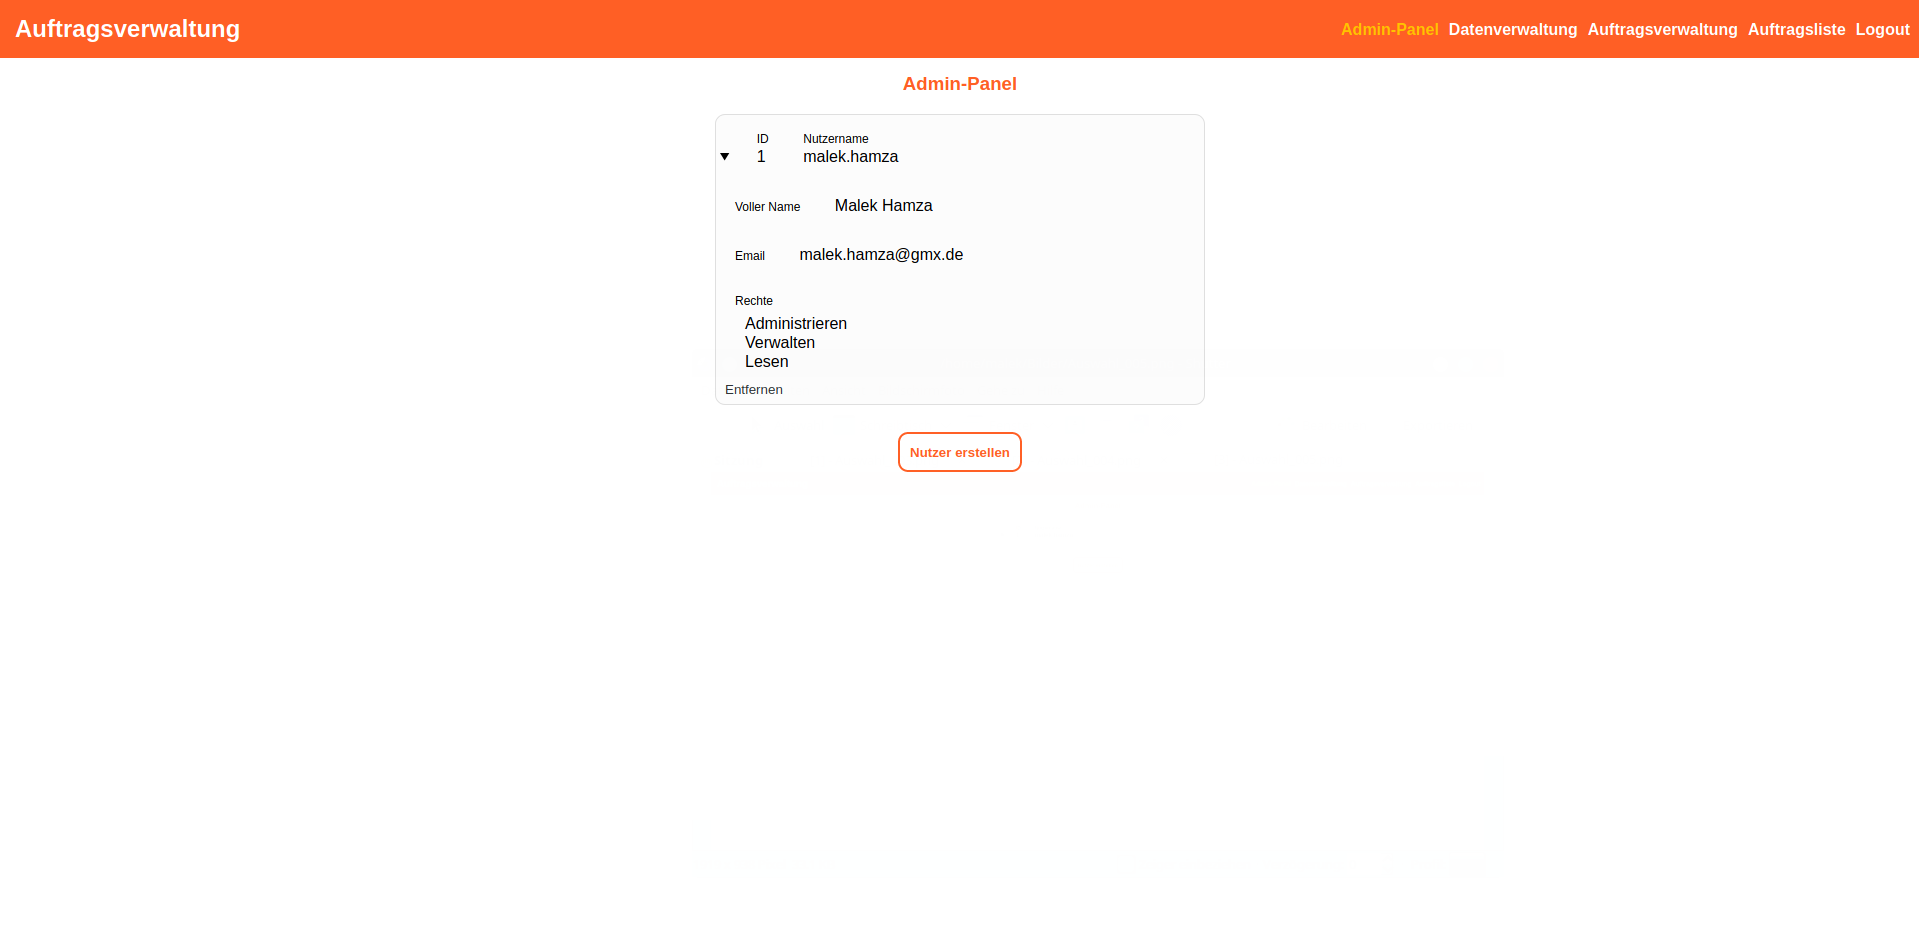 Auftragsverwaltung
Admin-Panel Datenverwaltung Auftragsverwaltung Auftragsliste Logout
Admin-Panel
ID Nutzername
1 malek.hamza
Voller Name Malek Hamza
Email malek.hamza@gmx.de
Rechte
Administrieren
Verwalten
Lesen
Entfernen
Nutzer erstellen